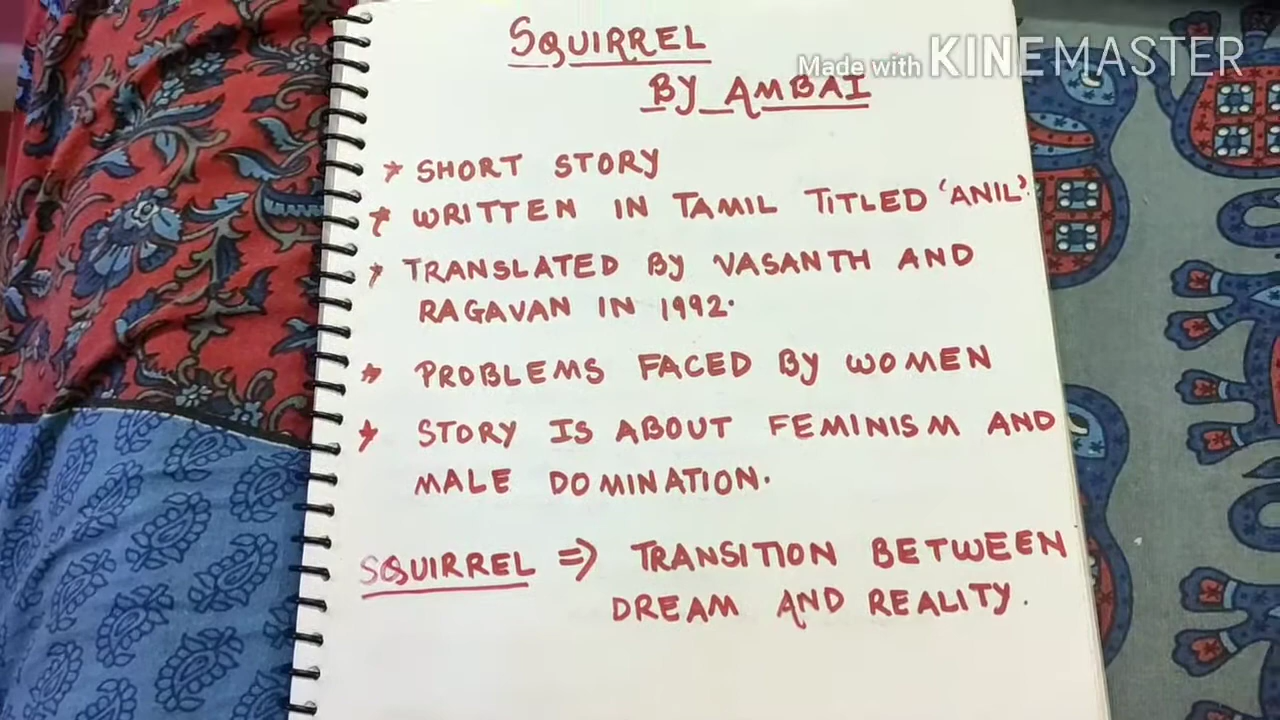 SQUIRREL
Made with KINEMASTER
BY AMBAI
* SHORT STORY
* WRITTEN IN TAMIL TITLED 'ANIL'.
* TRANSLATED BY VASANTH AND
RAGAVAN IN 1992.
* PROBLEMS FACED BY WOMEN
* STORY IS ABOUT FEMINISM AND
MALE DOMINATION.
SQUIRREL => TRANSITION BETWEEN
DREAM AND REALITY.